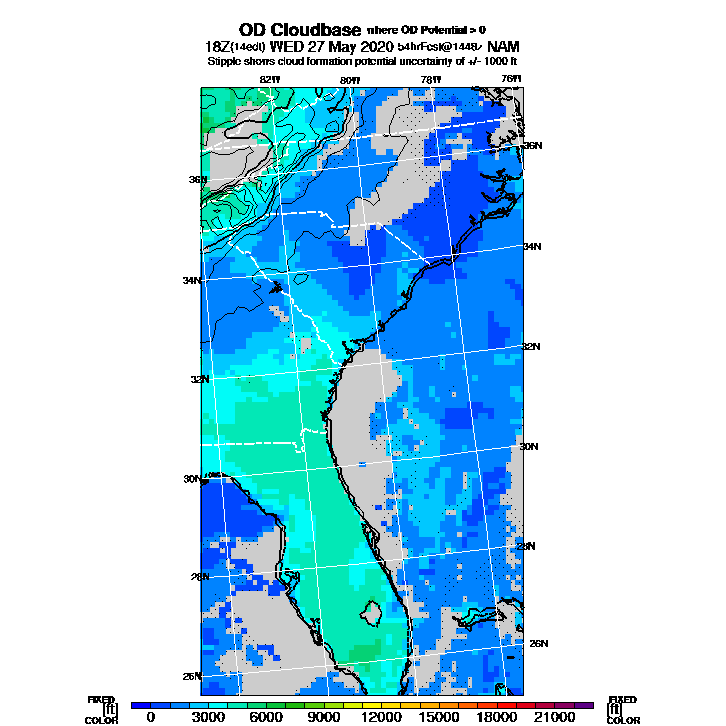 OD Cloudbase where OD Potential > 0
18Z(14edt) WED 27 May 2020 54hrFcst@1448z NAM
Stipple shows cloud formation potential uncertainty of +/- 1000 ft
82W 80W 78W 76W
36N
36N
34N
34N
32N
32N
30N
30N
28N
28N
26N
26N
FIXED FIXED
[ft] [ft]
COLOR COLOR
0 3000 6000 9000 12000 15000 18000 21000